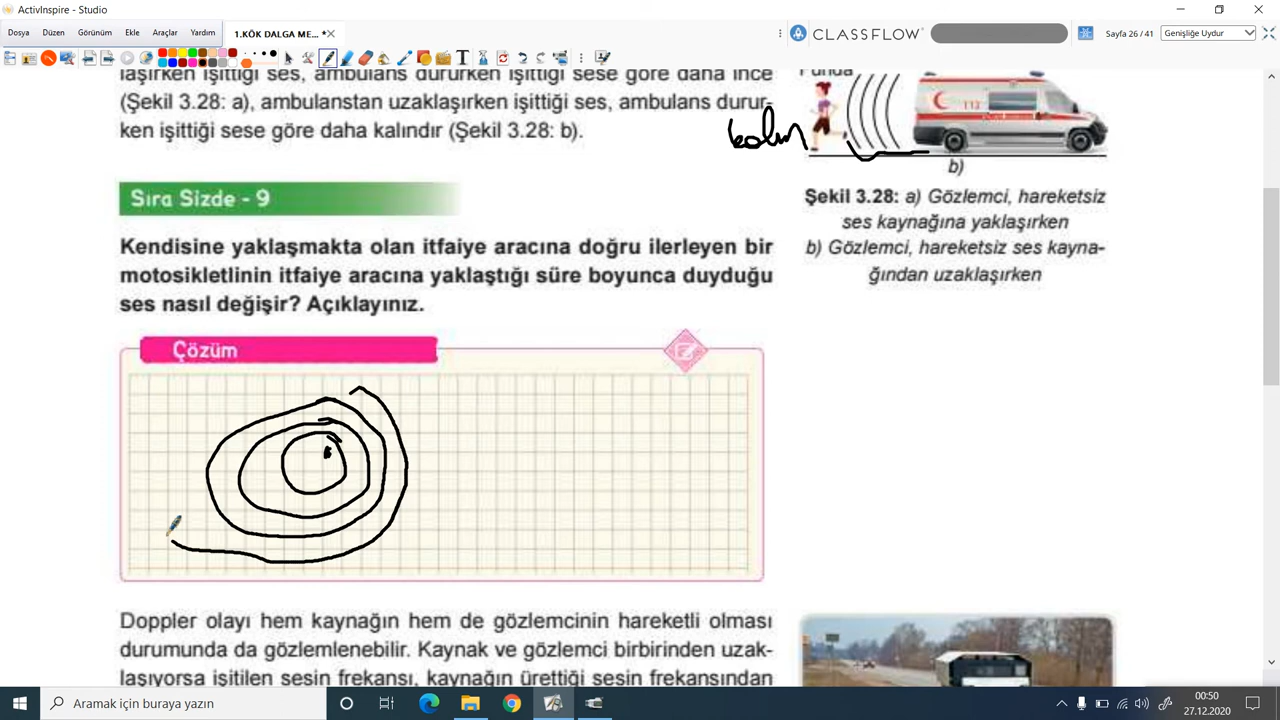 ActivInspire - Studio
Dosya Düzen Görünüm Ekle Araçlar Yardım 1.KÖK DALGA ME... * CLASSFLOW Sayfa 26 / 41 Genişliğe Uydur
laşırken işittiği ses, ambulans dururken işittiği sese göre daha ince
(Şekil 3.28: a), ambulanstan uzaklaşırken işittiği ses, ambulans durur-
ken işittiği sese göre daha kalındır (Şekil 3.28: b).
Funda
112
kalın
b)
Şekil 3.28: a) Gözlemci, hareketsiz
ses kaynağına yaklaşırken
b) Gözlemci, hareketsiz ses kayna-
ğından uzaklaşırken
Sıra Sizde - 9
Kendisine yaklaşmakta olan itfaiye aracına doğru ilerleyen bir
motosikletlinin itfaiye aracına yaklaştığı süre boyunca duyduğu
ses nasıl değişir? Açıklayınız.
Çözüm
Doppler olayı hem kaynağın hem de gözlemcinin hareketli olması
durumunda da gözlemlenebilir. Kaynak ve gözlemci birbirinden uzak-
laşıyorsa işitilen sesin frekansı, kaynağın ürettiği sesin frekansından
Aramak için buraya yazın
00:50
27.12.2020